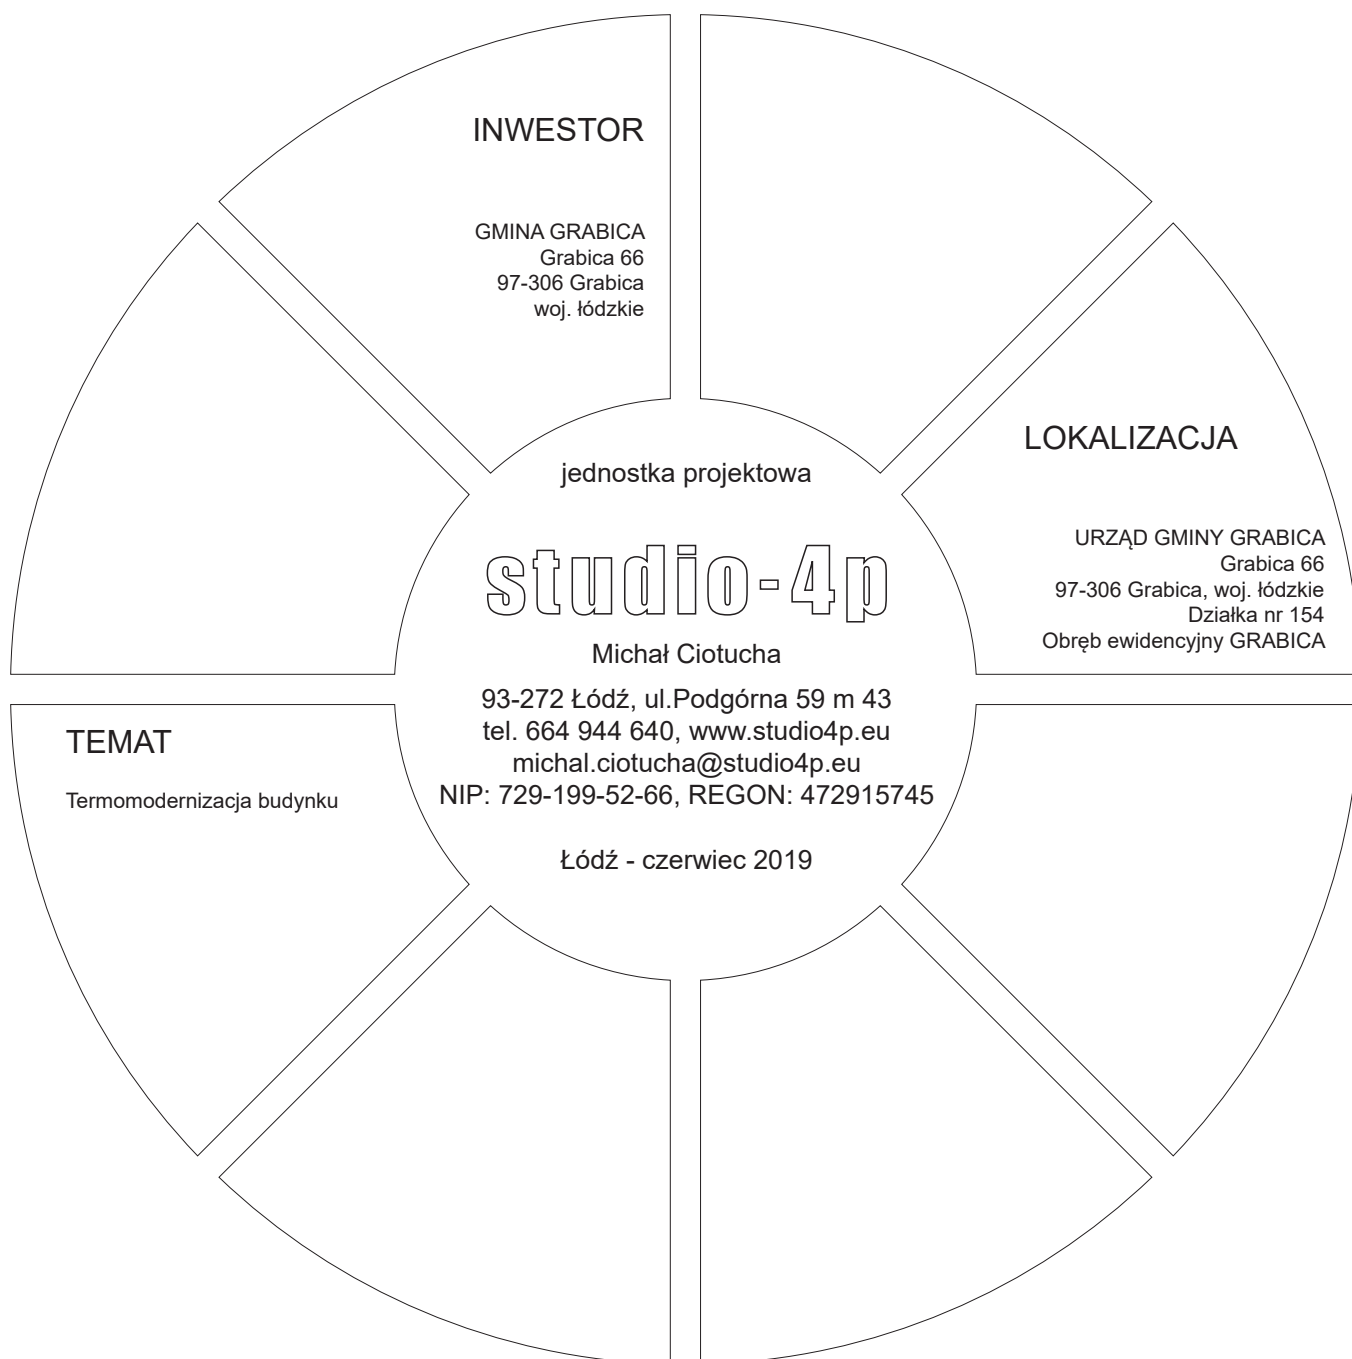 INWESTOR
GMINA GRABICA
Grabica 66
97-306 Grabica
woj. łódzkie
LOKALIZACJA
URZĄD GMINY GRABICA
Grabica 66
97-306 Grabica, woj. łódzkie
Działka nr 154
Obręb ewidencyjny GRABICA
jednostka projektowa
studio-4p
Michał Ciotucha
93-272 Łódź, ul.Podgórna 59 m 43
tel. 664 944 640, www.studio4p.eu
michal.ciotucha@studio4p.eu
NIP: 729-199-52-66, REGON: 472915745
Łódź - czerwiec 2019
TEMAT
Termomodernizacja budynku